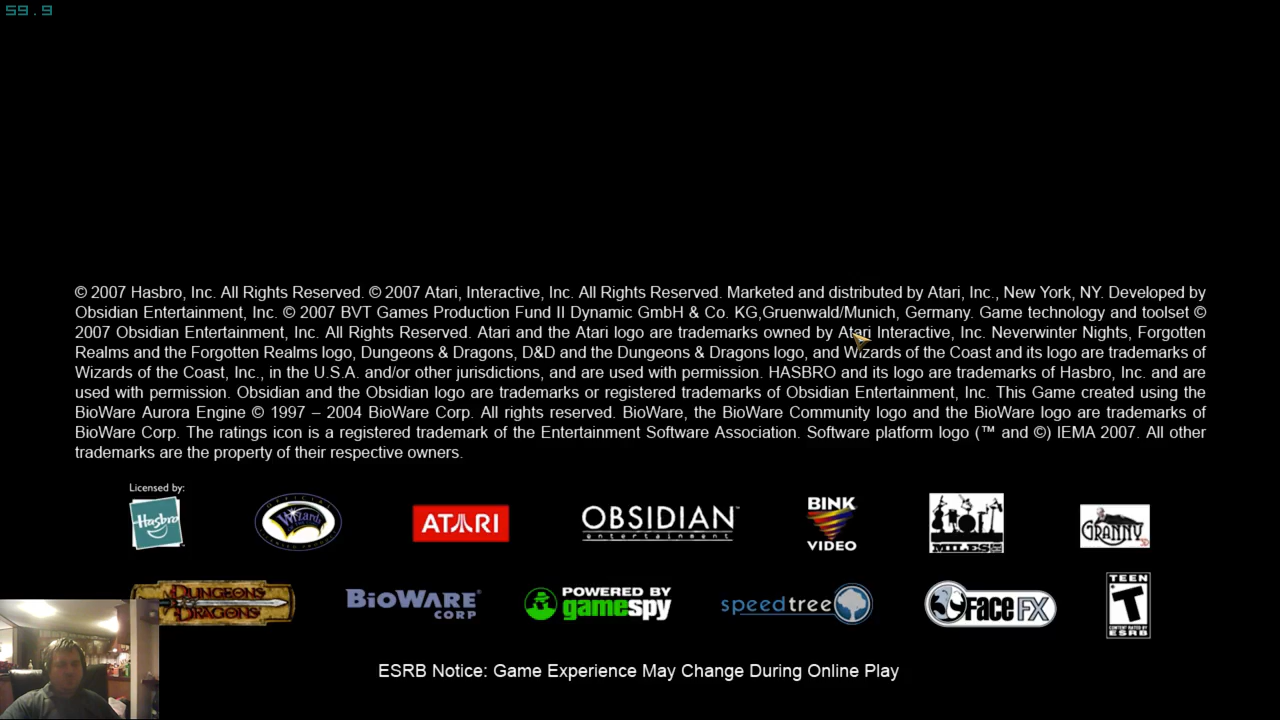 59.9
© 2007 Hasbro, Inc. All Rights Reserved. © 2007 Atari, Interactive, Inc. All Rights Reserved. Marketed and distributed by Atari, Inc., New York, NY. Developed by
Obsidian Entertainment, Inc. © 2007 BVT Games Production Fund II Dynamic GmbH & Co. KG,Gruenwald/Munich, Germany. Game technology and toolset ©
2007 Obsidian Entertainment, Inc. All Rights Reserved. Atari and the Atari logo are trademarks owned by Atari Interactive, Inc. Neverwinter Nights, Forgotten
Realms and the Forgotten Realms logo, Dungeons & Dragons, D&D and the Dungeons & Dragons logo, and Wizards of the Coast and its logo are trademarks of
Wizards of the Coast, Inc., in the U.S.A. and/or other jurisdictions, and are used with permission. HASBRO and its logo are trademarks of Hasbro, Inc. and are
used with permission. Obsidian and the Obsidian logo are trademarks or registered trademarks of Obsidian Entertainment, Inc. This Game created using the
BioWare Aurora Engine © 1997 – 2004 BioWare Corp. All rights reserved. BioWare, the BioWare Community logo and the BioWare logo are trademarks of
BioWare Corp. The ratings icon is a registered trademark of the Entertainment Software Association. Software platform logo (™ and ©) IEMA 2007. All other
trademarks are the property of their respective owners.
Licensed by:
Hasbro
Wizards
ATARI
OBSIDIAN
entertainment
BINK
VIDEO
MILES
GRANNY
DUNGEONS
DRAGONS
BIOWARE
CORP
POWERED BY
gamespy
speedtree
FACE FX
TEEN
T
CONTENT RATED BY
ESRB
ESRB Notice: Game Experience May Change During Online Play